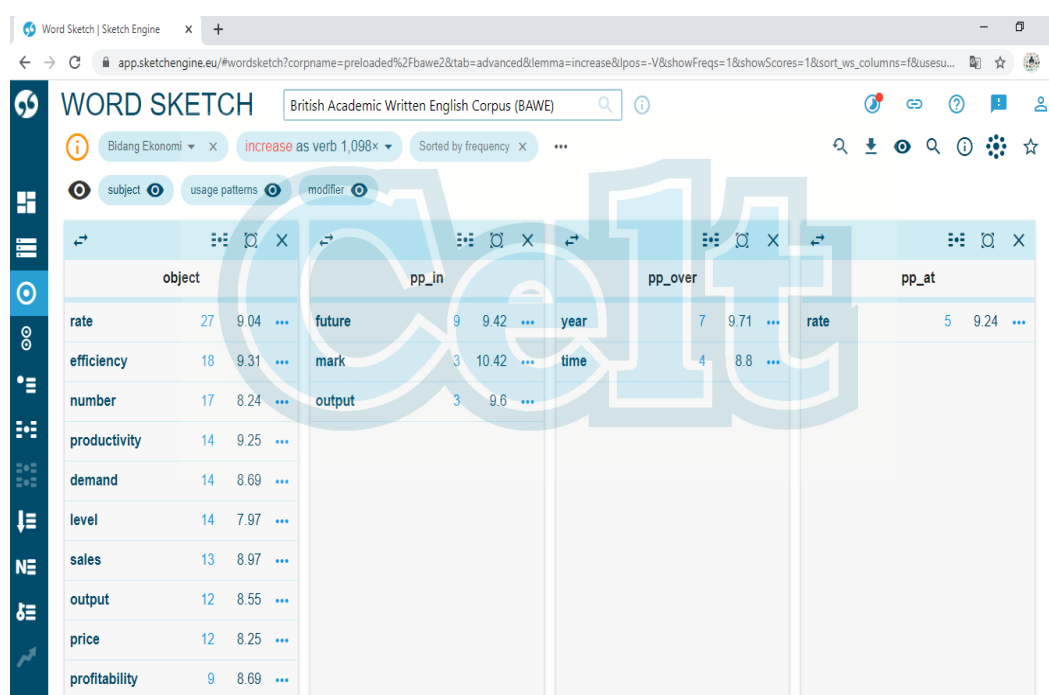 Word Sketch | Sketch Engine
app.sketchengine.eu/#wordsketch?corpname=preloaded%2Fbawe2&tab=advanced&lemma=increase&lpos=-V&showFreqs=1&showScores=1&sort_ws_columns=f&usesu...
WORD SKETCH British Academic Written English Corpus (BAWE)
Bidang Ekonomi increase as verb 1,098× Sorted by frequency
subject usage patterns modifier
Celt
object pp_in pp_over pp_at
rate 27 9.04 future 9 9.42 year 7 9.71 rate 5 9.24
efficiency 18 9.31 mark 3 10.42 time 4 8.8
number 17 8.24 output 3 9.6
productivity 14 9.25
demand 14 8.69
level 14 7.97
sales 13 8.97
output 12 8.55
price 12 8.25
profitability 9 8.69